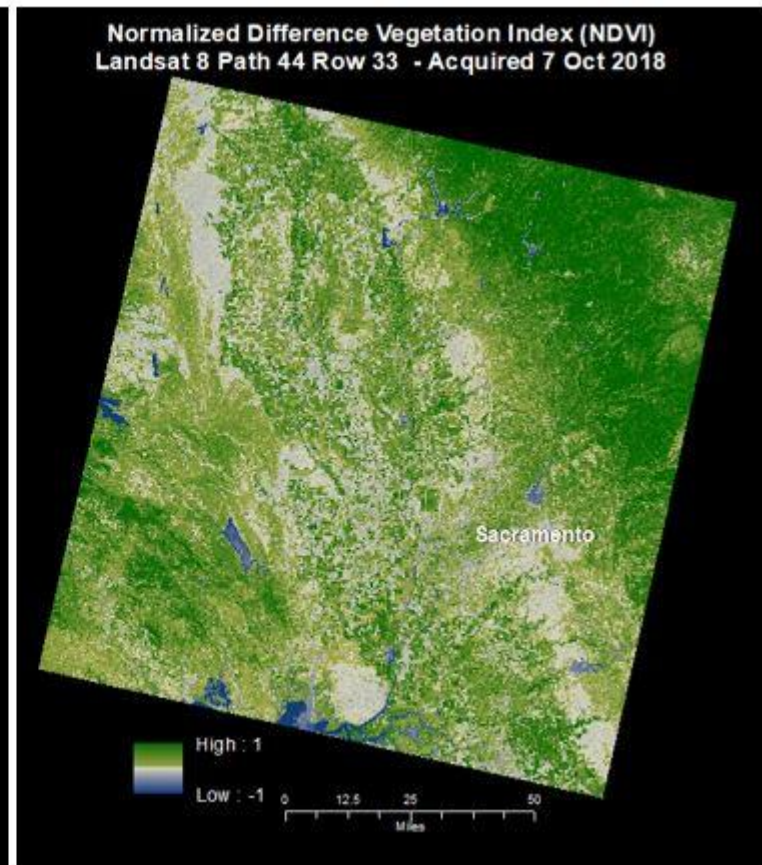 Normalized Difference Vegetation Index (NDVI)
Landsat 8 Path 44 Row 33 - Acquired 7 Oct 2018
Sacramento
High : 1
Low : -1
0 12.5 25 50
Miles